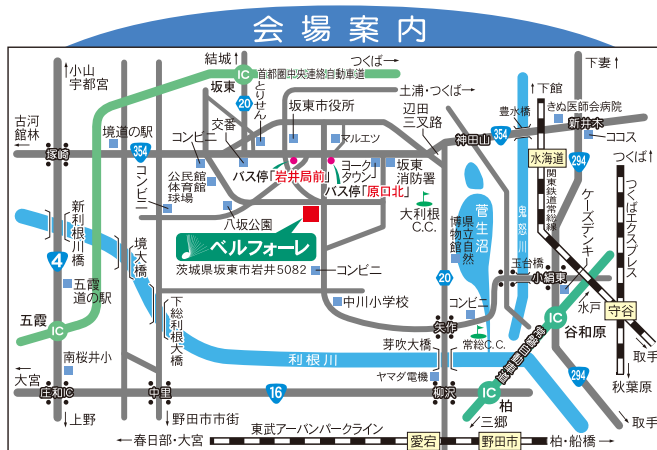 会場案内
小山
宇都宮
結城
つくば
IC
首都圏中央連絡自動車道
坂東
20
とりせん
土浦・つくば
坂東市役所
辺田
三叉路
下館
豊水橋
きぬ医師会病院
下妻
古河
館林
境道の駅
コンビニ
交番
マルエツ
神田山
354
新井木
ココス
塚崎
354
コンビニ
公民館
体育館
球場
バス停「岩井局前」
ヨーク
タウン
バス停「原口北」
坂東
消防署
水海道
294
つくば
新利根川橋
境大橋
八坂公園
大利根
C.C.
菅生沼
県立自然
博物館
鬼怒川
関東鉄道常総線
ケーズデンキ
つくばエクスプレス
ベルフォーレ
茨城県坂東市岩井5082
コンビニ
玉台橋
小絹東
4
五霞
道の駅
五霞
IC
下総利根大橋
中川小学校
20
コンビニ
水戸
守谷
IC
谷和原
矢作
常総C.C.
取手
南桜井小
利根川
芽吹大橋
常磐自動車道
294
秋葉原
大宮
ヤマダ電機
庄和IC
中里
16
柳沢
IC
柏
上野
野田市市街
三郷
取手
東武アーバンパークライン
春日部・大宮
愛宕
野田市
柏・船橋